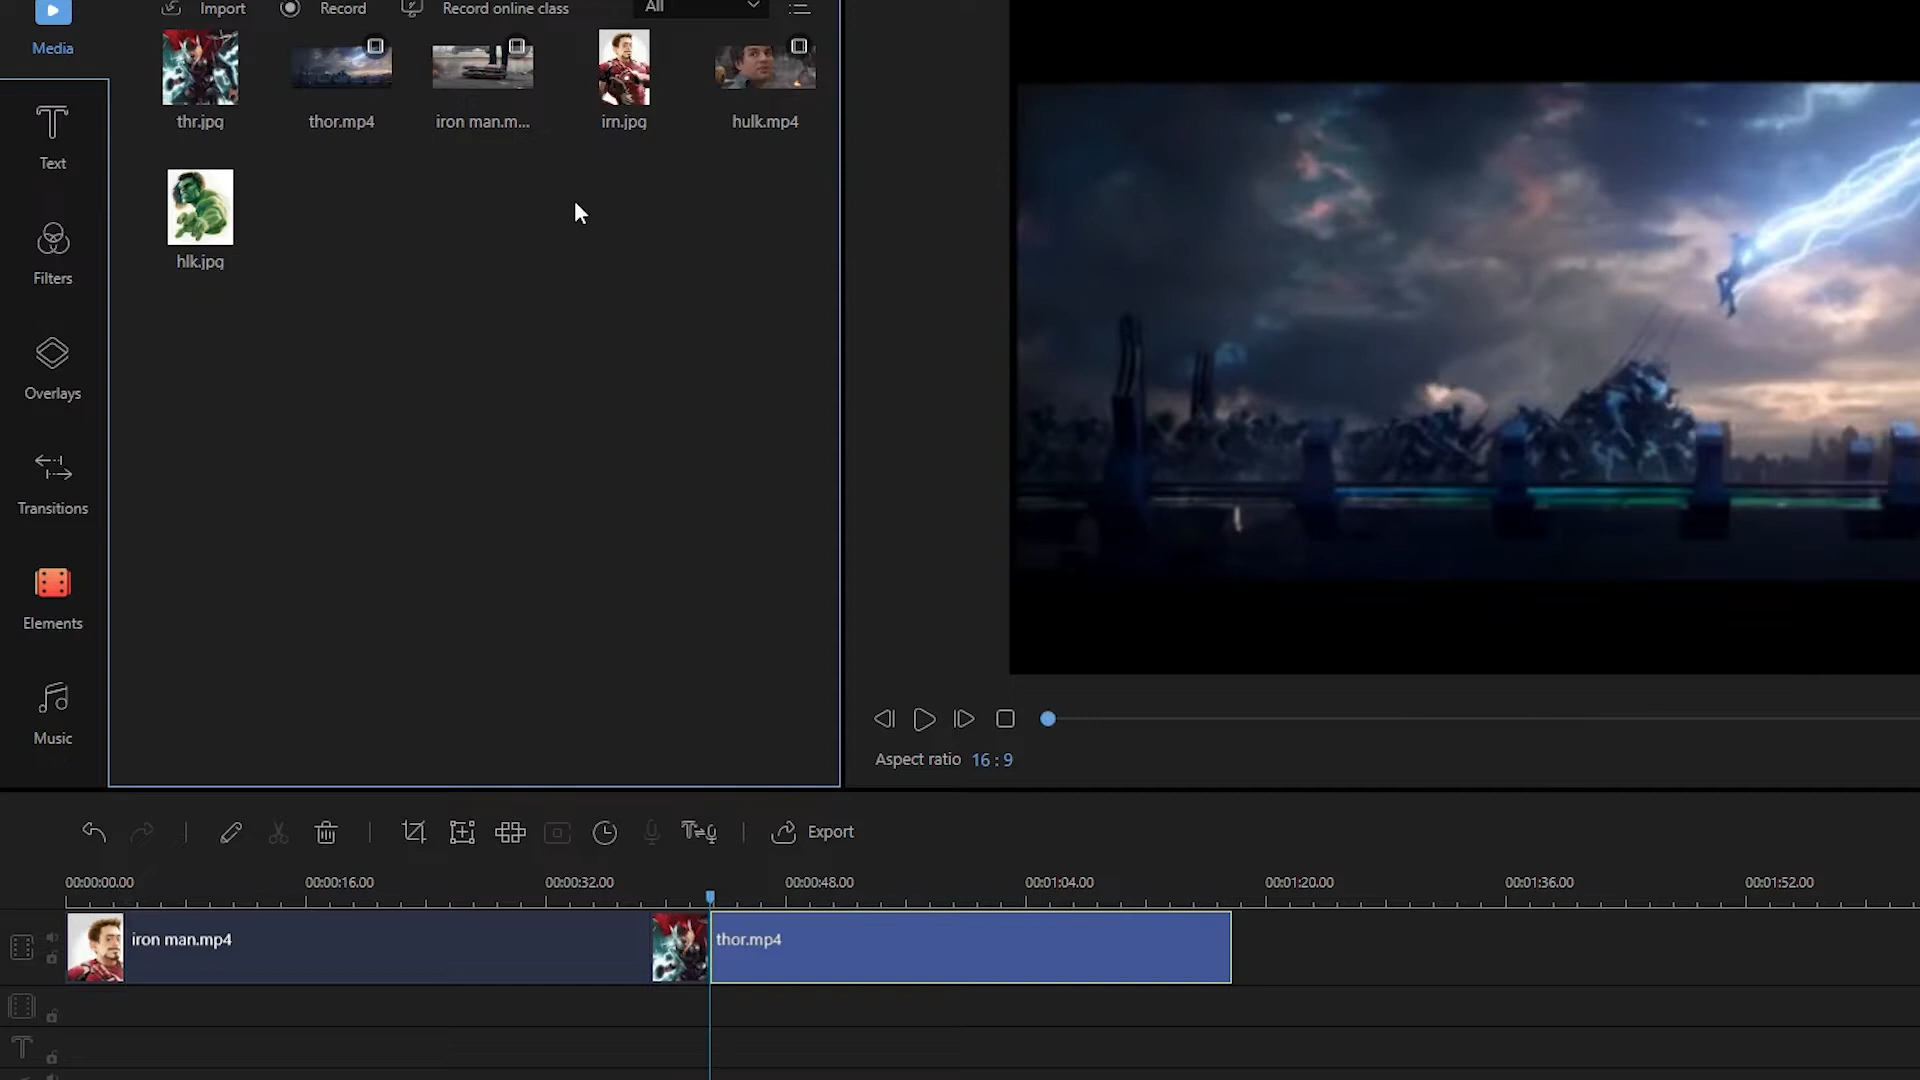 Import
Record
Record online class
All
Media
thr.jpg
thor.mp4
iron man.m...
irn.jpg
hulk.mp4
hlk.jpg
Text
Filters
Overlays
Transitions
Elements
Music
Aspect ratio 16 : 9
Export
00:00:00.00
00:00:16.00
00:00:32.00
00:00:48.00
00:01:04.00
00:01:20.00
00:01:36.00
00:01:52.00
iron man.mp4
thor.mp4